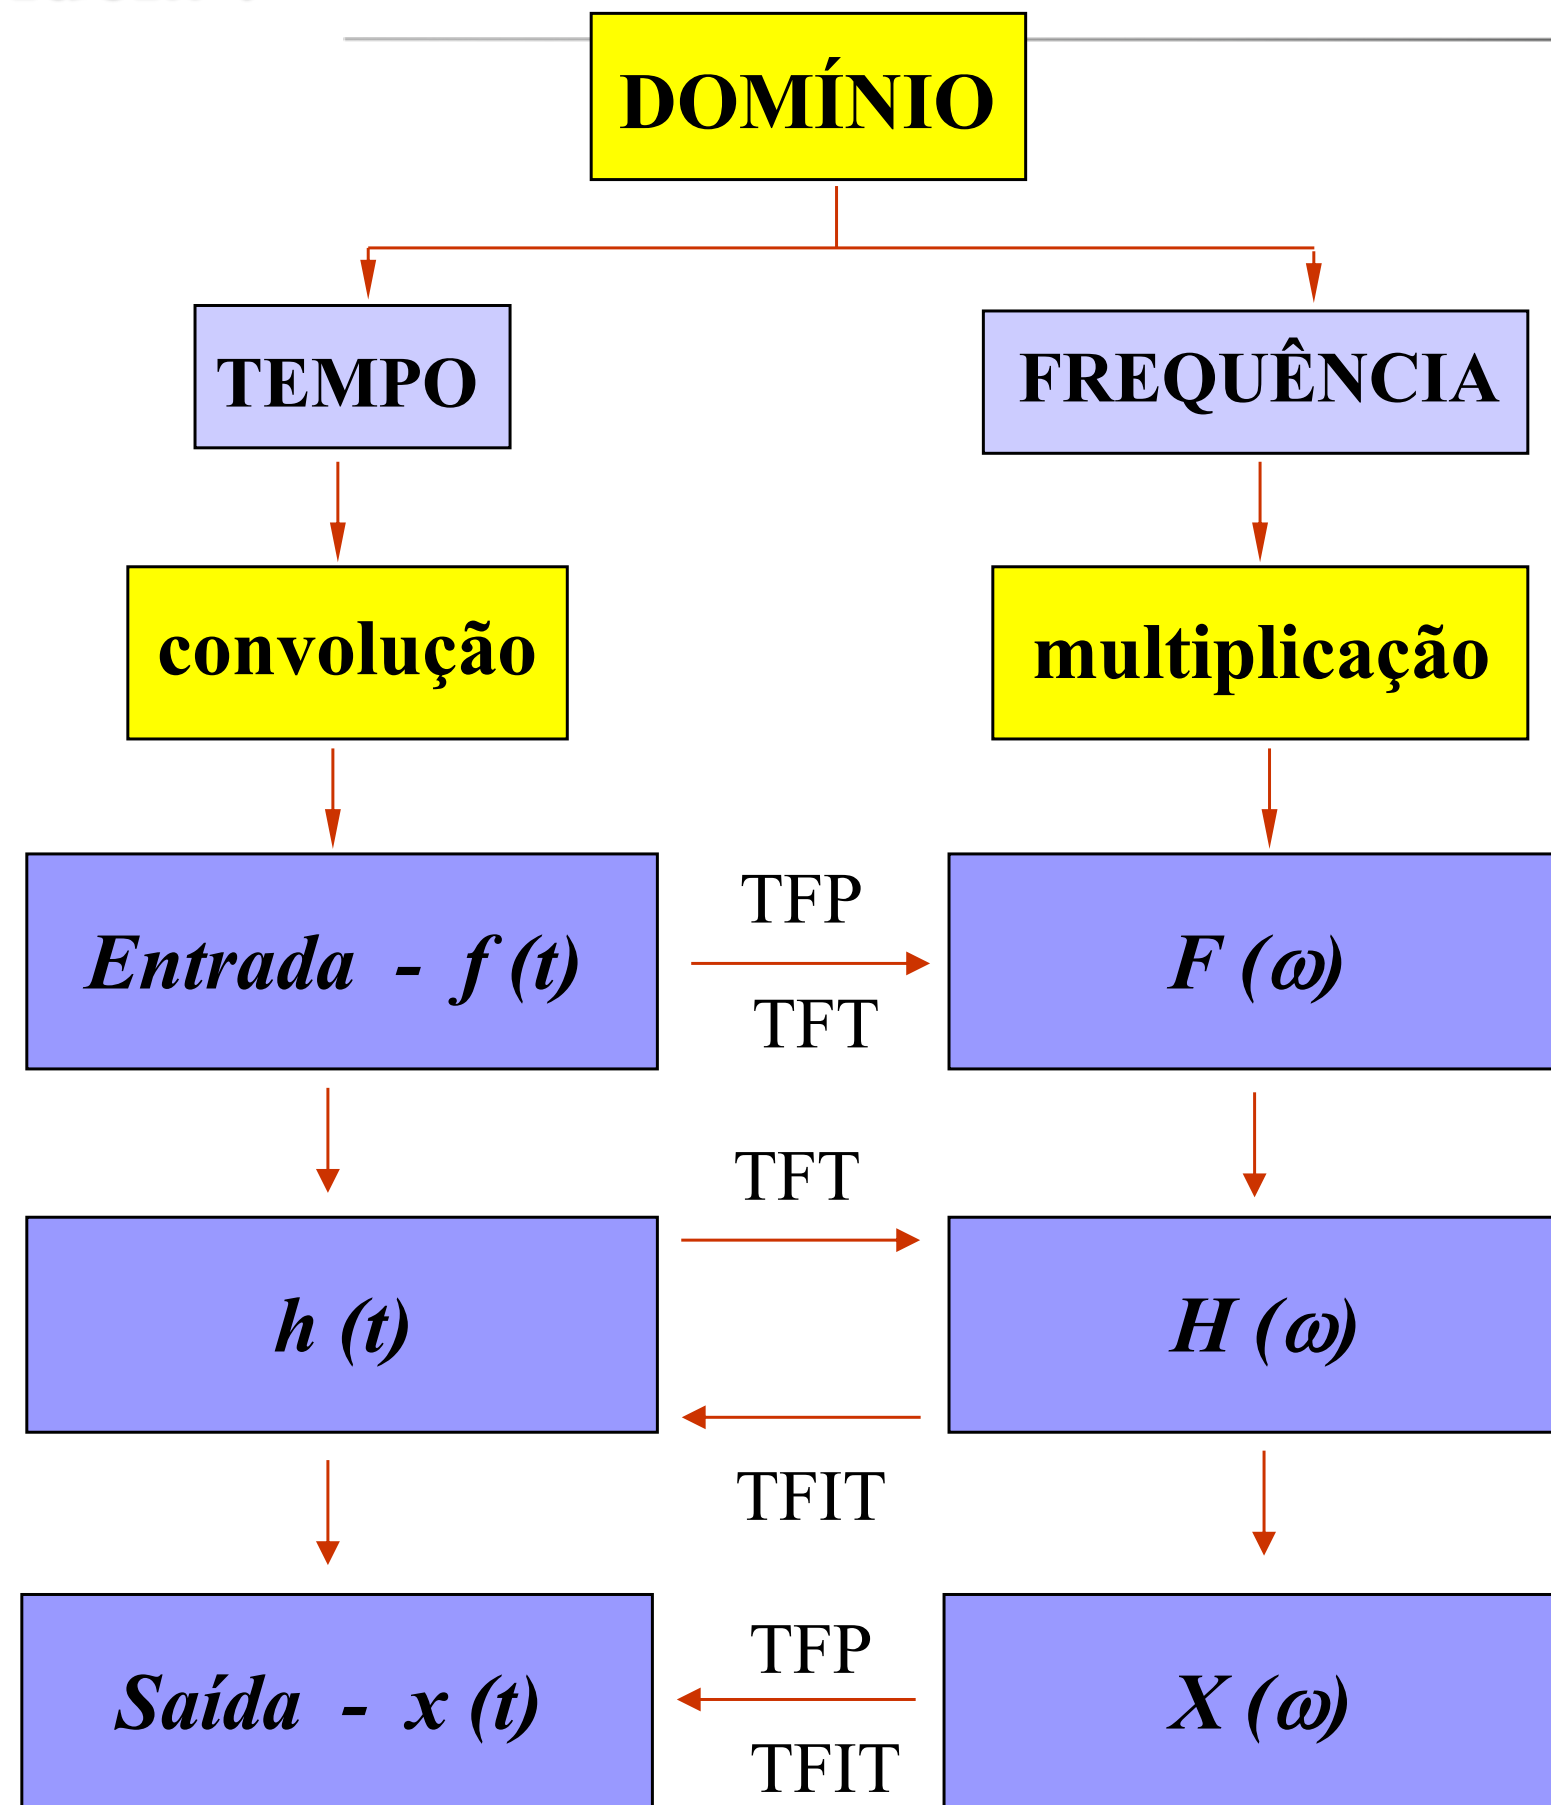 DOMÍNIO
TEMPO
FREQUÊNCIA
convolução
multiplicação
Entrada - f (t)
TFP
TFT
F (ω)
h (t)
TFT
TFIT
H (ω)
Saída - x (t)
TFP
TFIT
X (ω)